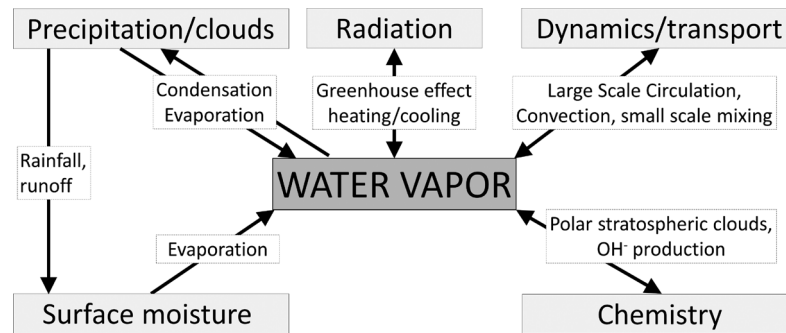 Precipitation/clouds
Radiation
Dynamics/transport
Condensation
Evaporation
Greenhouse effect
heating/cooling
Large Scale Circulation,
Convection, small scale mixing
Rainfall,
runoff
WATER VAPOR
Evaporation
Polar stratospheric clouds,
OH⁻ production
Surface moisture
Chemistry